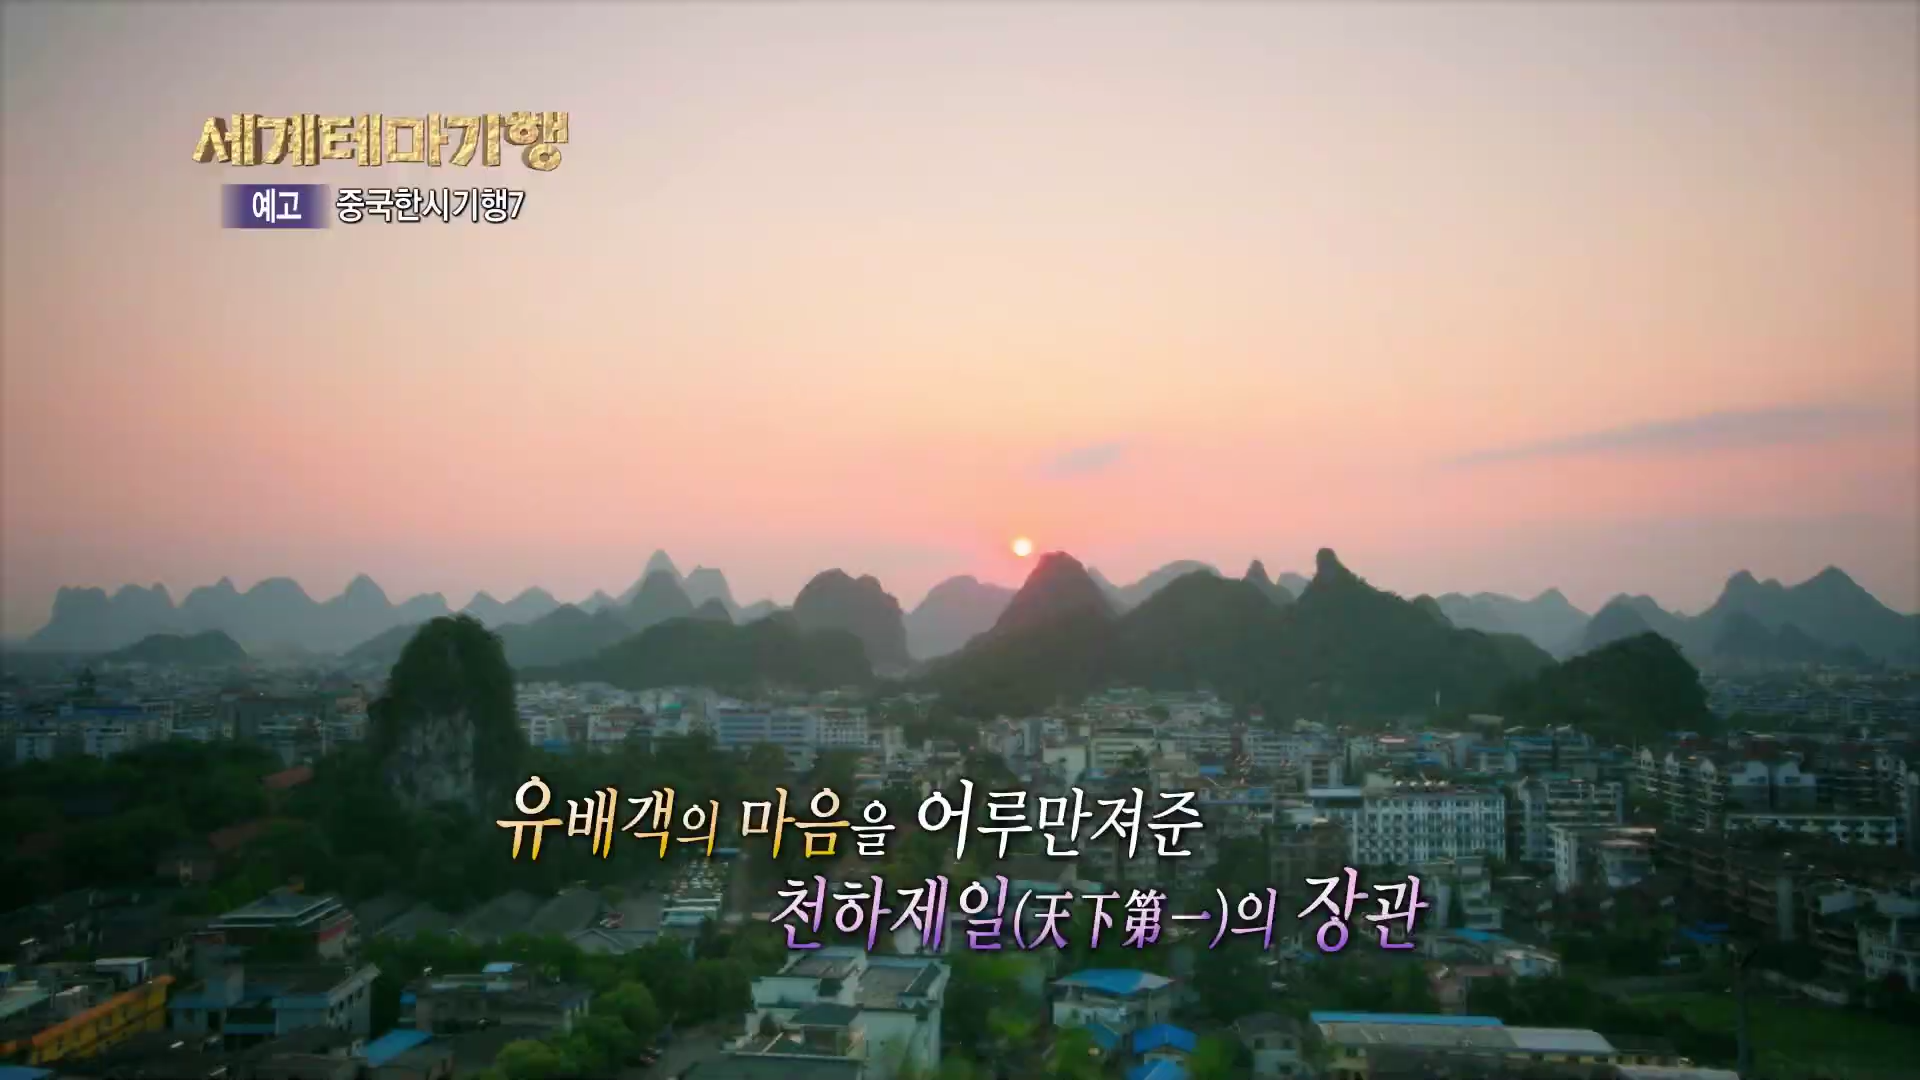 세계테마기행
예고 중국한시기행7
유배객의 마음을 어루만져준
천하제일(天下第一)의 장관